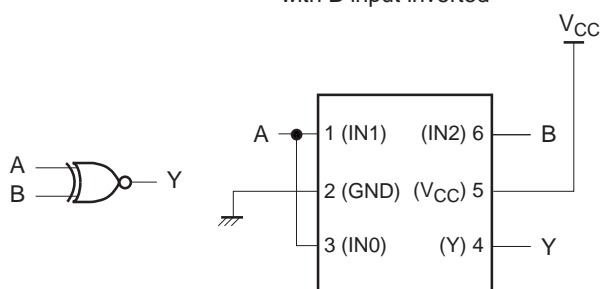 with B input inverted
VCC
A
B
Y
A
1 (IN1)
(IN2) 6
B
2 (GND)
(VCC) 5
3 (IN0)
(Y) 4
Y